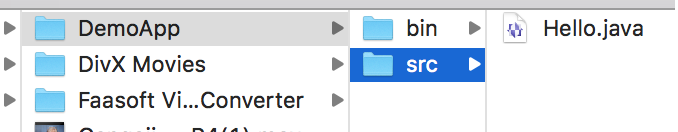 DemoApp
DivX Movies
Faasoft Vi...Converter
bin
src
Hello.java